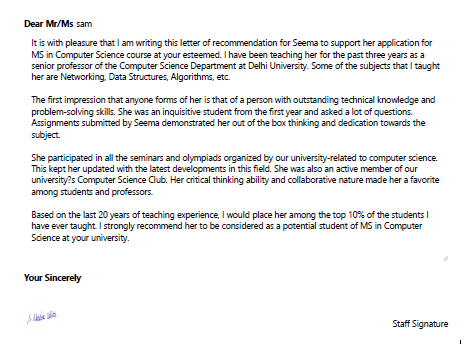 Dear Mr/Ms sam
It is with pleasure that I am writing this letter of recommendation for Seema to support her application for
MS in Computer Science course at your esteemed. I have been teaching her for the past three years as a
senior professor of the Computer Science Department at Delhi University. Some of the subjects that I taught
her are Networking, Data Structures, Algorithms, etc.
The first impression that anyone forms of her is that of a person with outstanding technical knowledge and
problem-solving skills. She was an inquisitive student from the first year and asked a lot of questions.
Assignments submitted by Seema demonstrated her out of the box thinking and dedication towards the
subject.
She participated in all the seminars and olympiads organized by our university-related to computer science.
This kept her updated with the latest developments in this field. She was also an active member of our
university?s Computer Science Club. Her critical thinking ability and collaborative nature made her a favorite
among students and professors.
Based on the last 20 years of teaching experience, I would place her among the top 10% of the students I
have ever taught. I strongly recommend her to be considered as a potential student of MS in Computer
Science at your university.
Your Sincerely
Staff Signature